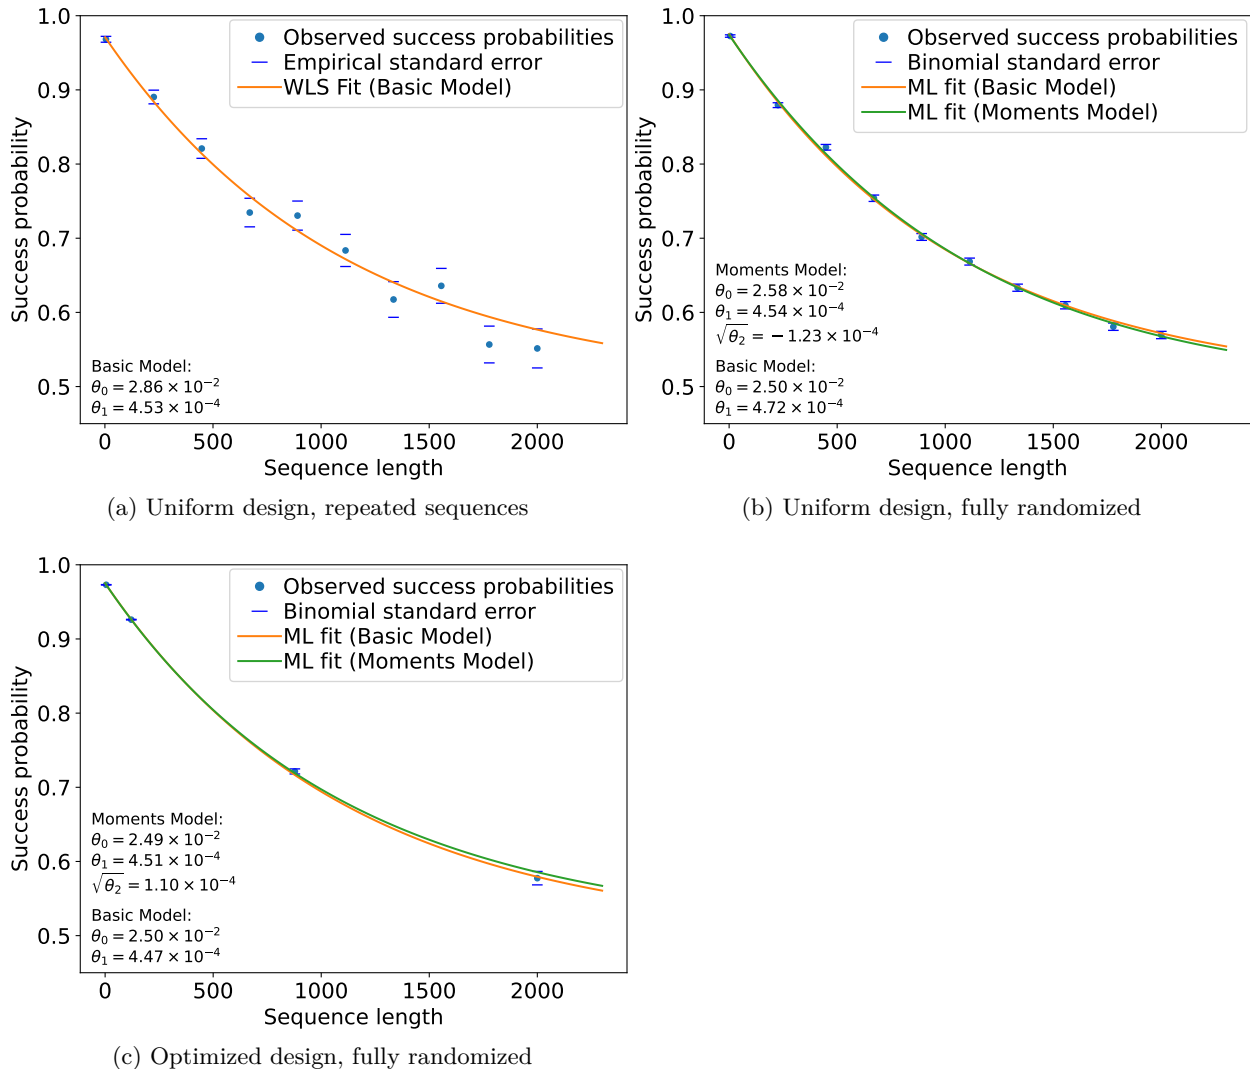 1.0
0.9
0.8
0.7
0.6
0.5
Success probability
Observed success probabilities
Empirical standard error
WLS Fit (Basic Model)
Basic Model:
θ₀ = 2.86 × 10⁻²
θ₁ = 4.53 × 10⁻⁴
0 500 1000 1500 2000
Sequence length
(a) Uniform design, repeated sequences
1.0
0.9
0.8
0.7
0.6
0.5
Success probability
Observed success probabilities
Binomial standard error
ML fit (Basic Model)
ML fit (Moments Model)
Moments Model:
θ₀ = 2.58 × 10⁻²
θ₁ = 4.54 × 10⁻⁴
√θ₂ = −1.23 × 10⁻⁴
Basic Model:
θ₀ = 2.50 × 10⁻²
θ₁ = 4.72 × 10⁻⁴
0 500 1000 1500 2000
Sequence length
(b) Uniform design, fully randomized
1.0
0.9
0.8
0.7
0.6
0.5
Success probability
Observed success probabilities
Binomial standard error
ML fit (Basic Model)
ML fit (Moments Model)
Moments Model:
θ₀ = 2.49 × 10⁻²
θ₁ = 4.51 × 10⁻⁴
√θ₂ = 1.10 × 10⁻⁴
Basic Model:
θ₀ = 2.50 × 10⁻²
θ₁ = 4.47 × 10⁻⁴
0 500 1000 1500 2000
Sequence length
(c) Optimized design, fully randomized